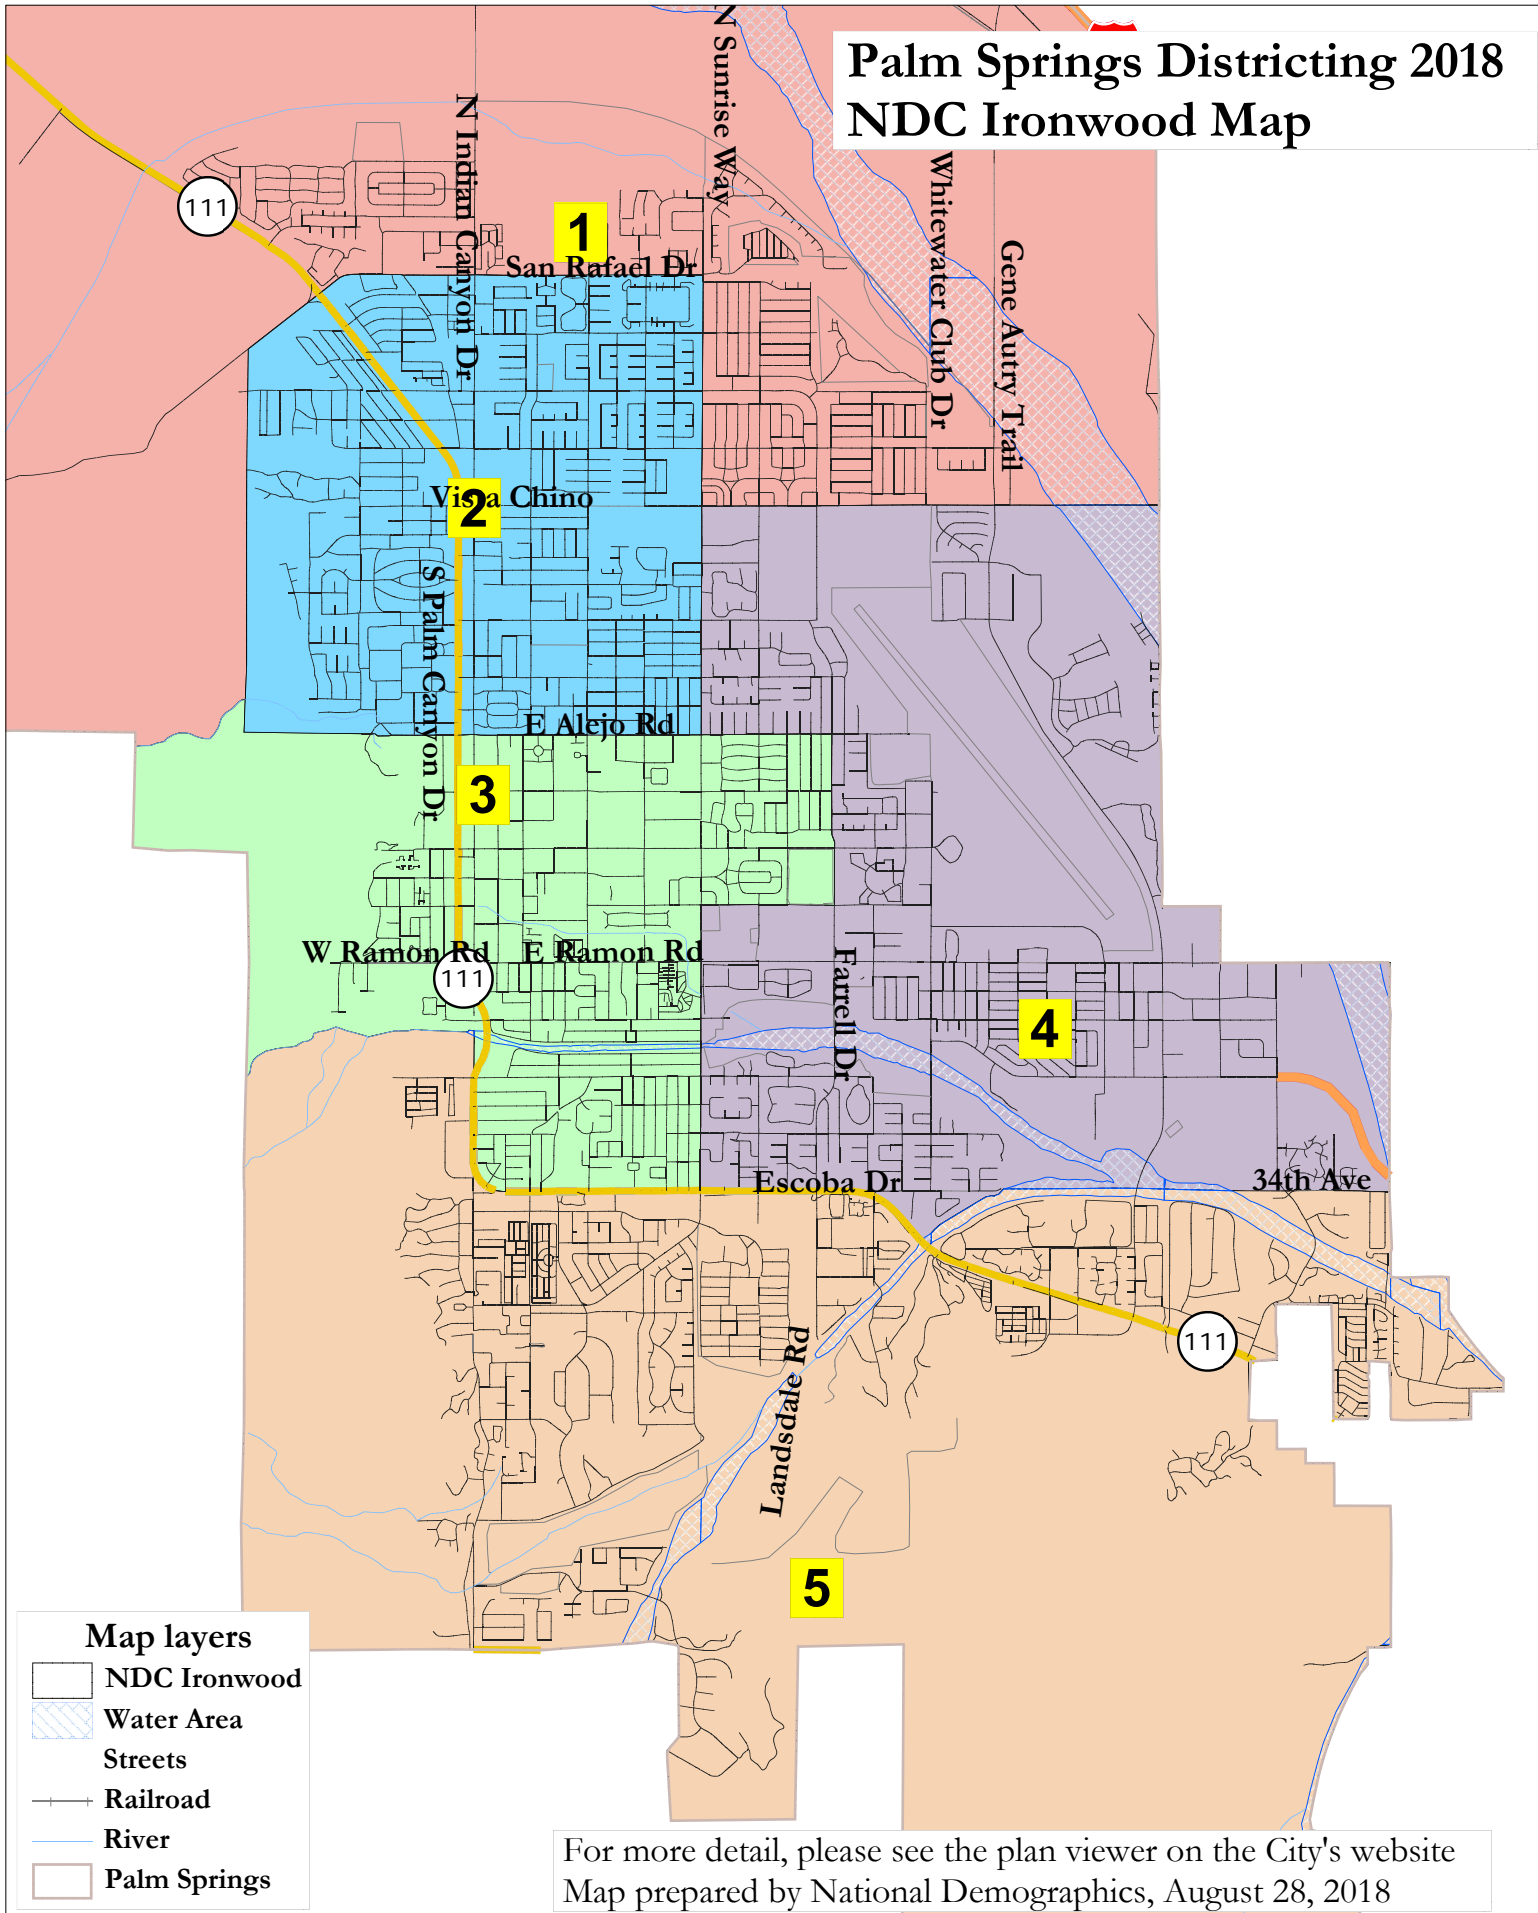 Palm Springs Districting 2018
NDC Ironwood Map
N Sunrise Way
N Indian Canyon Dr
111
1
San Rafael Dr
Whitewater Club Dr
Gene Autry Trail
2
Vista Chino
S Palm Canyon Dr
E Alejo Rd
3
W Ramon Rd
E Ramon Rd
111
Farrell Dr
4
Escoba Dr
34th Ave
111
Landsdale Rd
5
Map layers
NDC Ironwood
Water Area
Streets
Railroad
River
Palm Springs
For more detail, please see the plan viewer on the City's website
Map prepared by National Demographics, August 28, 2018